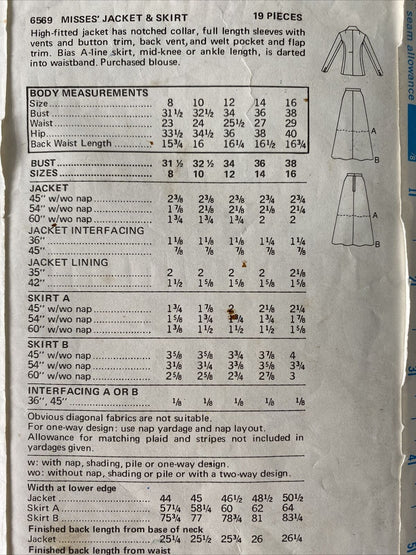 6569 MISSES' JACKET & SKIRT 19 PIECES
High-fitted jacket has notched collar, full length sleeves with
vents and button trim, back vent, and welt pocket and flap
trim. Bias A-line skirt, mid-knee or ankle length, is darted
into waistband. Purchased blouse.
BODY MEASUREMENTS
Size 8 10 12 14 16
Bust 31½ 32½ 34 36 38
Waist 23 24 25½ 27 29
Hip 33½ 34½ 36 38 40
Back Waist Length 15¾ 16 16¼ 16½ 16¾
BUST 31 ½ 32 ½ 34 36 38
SIZES 8 10 12 14 16
JACKET
45" w/wo nap 2⅜ 2⅜ 2⅜ 2¾ 2¾
54" w/wo nap 1⅞ 2⅛ 2⅛ 2⅛ 2¼
60" w/wo nap 1¾ 1¾ 1¾ 2 2
JACKET INTERFACING
36" 1⅛ 1⅛ 1⅛ 1¼ 1¼
45" ⅞ ⅞ ⅞ ⅞ ⅞
JACKET LINING
35" 2 2 2 2 2⅛
42" 1½ 1⅝ 1⅝ 1⅝ 1⅝
SKIRT A
45" w/wo nap 1¾ 1⅞ 2 2⅛ 2¼
54" w/wo nap 1⅝ 1¾ 1¾ 1⅞
60" w/wo nap 1⅜ 1½ 1½ 1½ 1⅝
SKIRT B
45" w/wo nap 3⅝ 3⅝ 3¾ 3⅞ 4
54" w/wo nap 3⅛ 3¼ 3⅜ 3⅝ 3¾
60" w/wo nap 2⅝ 2⅝ 2¾ 2⅞ 3
INTERFACING A OR B
36", 45" ⅛ ⅛ ⅛ ⅛ ⅛
Obvious diagonal fabrics are not suitable.
For one-way design: use nap yardage and nap layout.
Allowance for matching plaid and stripes not included in
yardages given.
w: with nap, shading, pile or one-way design.
wo: without nap, shading or pile or with a two-way design.
Width at lower edge
Jacket 44 45 46½ 48½ 50½
Skirt A 57¼ 58¼ 60 62 64
Skirt B 75¾ 77 78¾ 81 83¼
Finished back length from base of neck
Jacket 25¼ 25½ 25¾ 26 26¼
Finished back length from waist
A
B
A
B
seam allowance